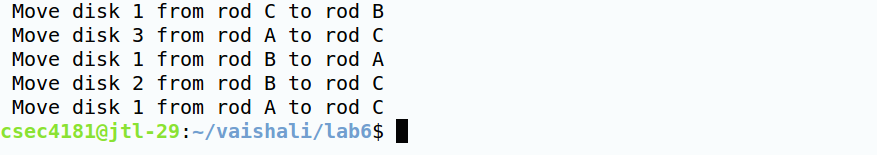 Move disk 1 from rod C to rod B
Move disk 3 from rod A to rod C
Move disk 1 from rod B to rod A
Move disk 2 from rod B to rod C
Move disk 1 from rod A to rod C
csec4181@jtl-29:~/vaishali/lab6$